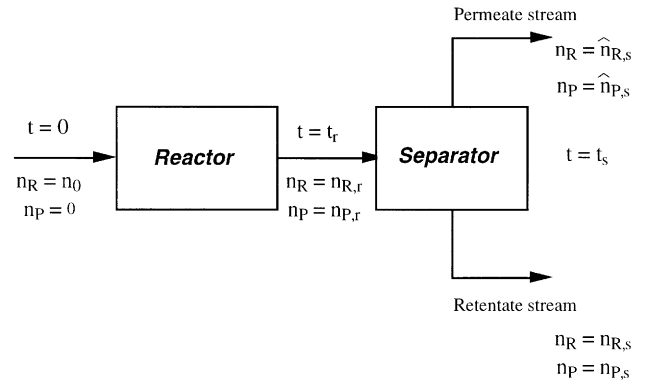 Permeate stream
n_R = n̂_R,s
n_P = n̂_P,s
t = 0
Reactor
t = t_r
Separator
t = t_s
n_R = n_0
n_P = 0
n_R = n_R,r
n_P = n_P,r
Retentate stream
n_R = n_R,s
n_P = n_P,s